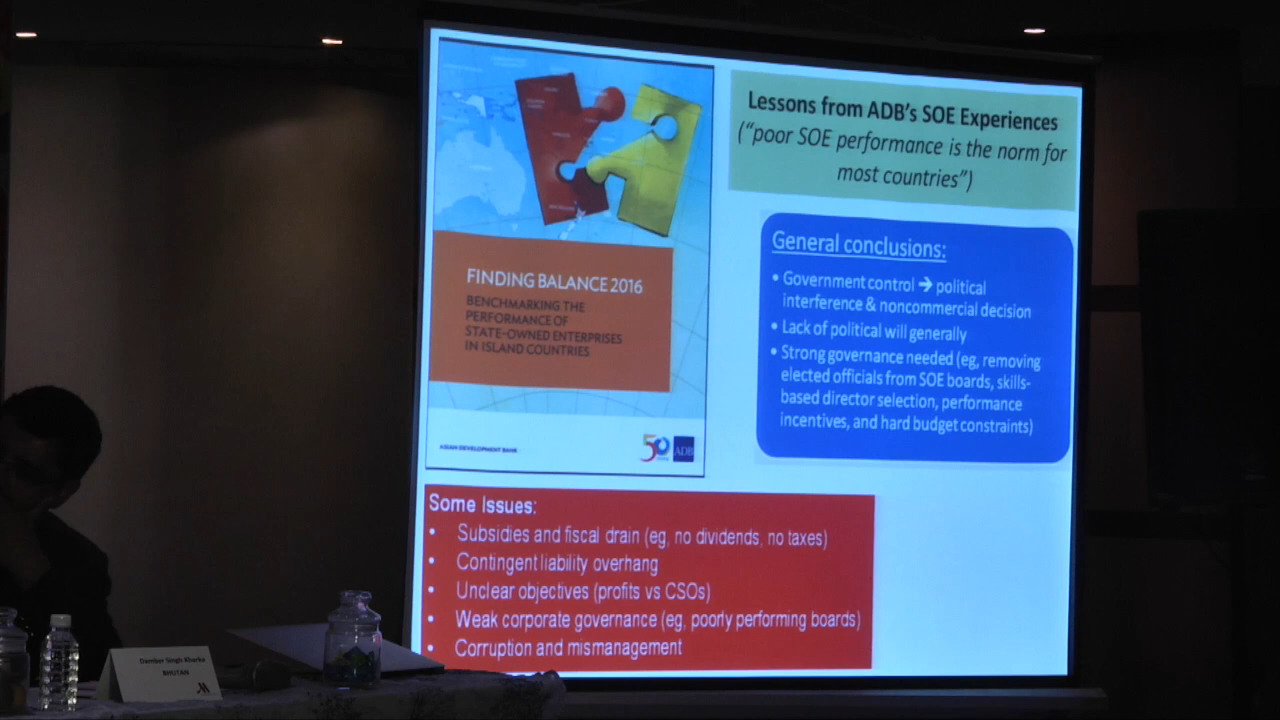 Lessons from ADB's SOE Experiences
("poor SOE performance is the norm for
most countries")
General conclusions:
• Government control ➔ political
interference & noncommercial decision
• Lack of political will generally
• Strong governance needed (eg, removing
elected officials from SOE boards, skills-
based director selection, performance
incentives, and hard budget constraints)
FINDING BALANCE 2016
BENCHMARKING THE
PERFORMANCE OF
STATE-OWNED ENTERPRISES
IN ISLAND COUNTRIES
ASIAN DEVELOPMENT BANK
50
ADB
Some Issues:
• Subsidies and fiscal drain (eg, no dividends, no taxes)
• Contingent liability overhang
• Unclear objectives (profits vs CSOs)
• Weak corporate governance (eg, poorly performing boards)
• Corruption and mismanagement
Dember Singh Kharka
BHUTAN